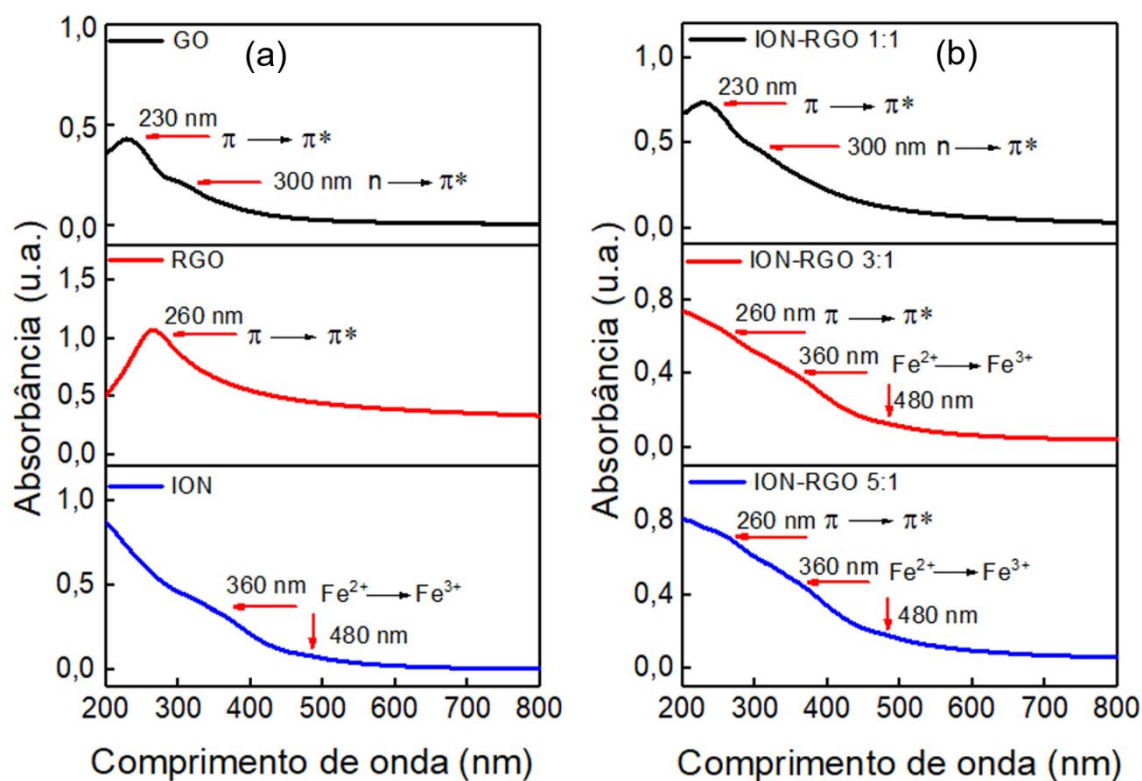 (a)
GO
1,0
0,5
0,0
230 nm π → π*
300 nm n → π*
RGO
1,5
1,0
0,5
0,0
260 nm π → π*
ION
1,0
0,5
0,0
360 nm Fe²⁺ → Fe³⁺
480 nm
200 300 400 500 600 700 800
Absorbância (u.a.)
Comprimento de onda (nm)
(b)
ION-RGO 1:1
1,0
0,5
0,0
230 nm π → π*
300 nm n → π*
ION-RGO 3:1
0,8
0,4
0,0
260 nm π → π*
360 nm Fe²⁺ → Fe³⁺
480 nm
ION-RGO 5:1
0,8
0,4
0,0
260 nm π → π*
360 nm Fe²⁺ → Fe³⁺
480 nm
200 300 400 500 600 700 800
Absorbância (u.a.)
Comprimento de onda (nm)